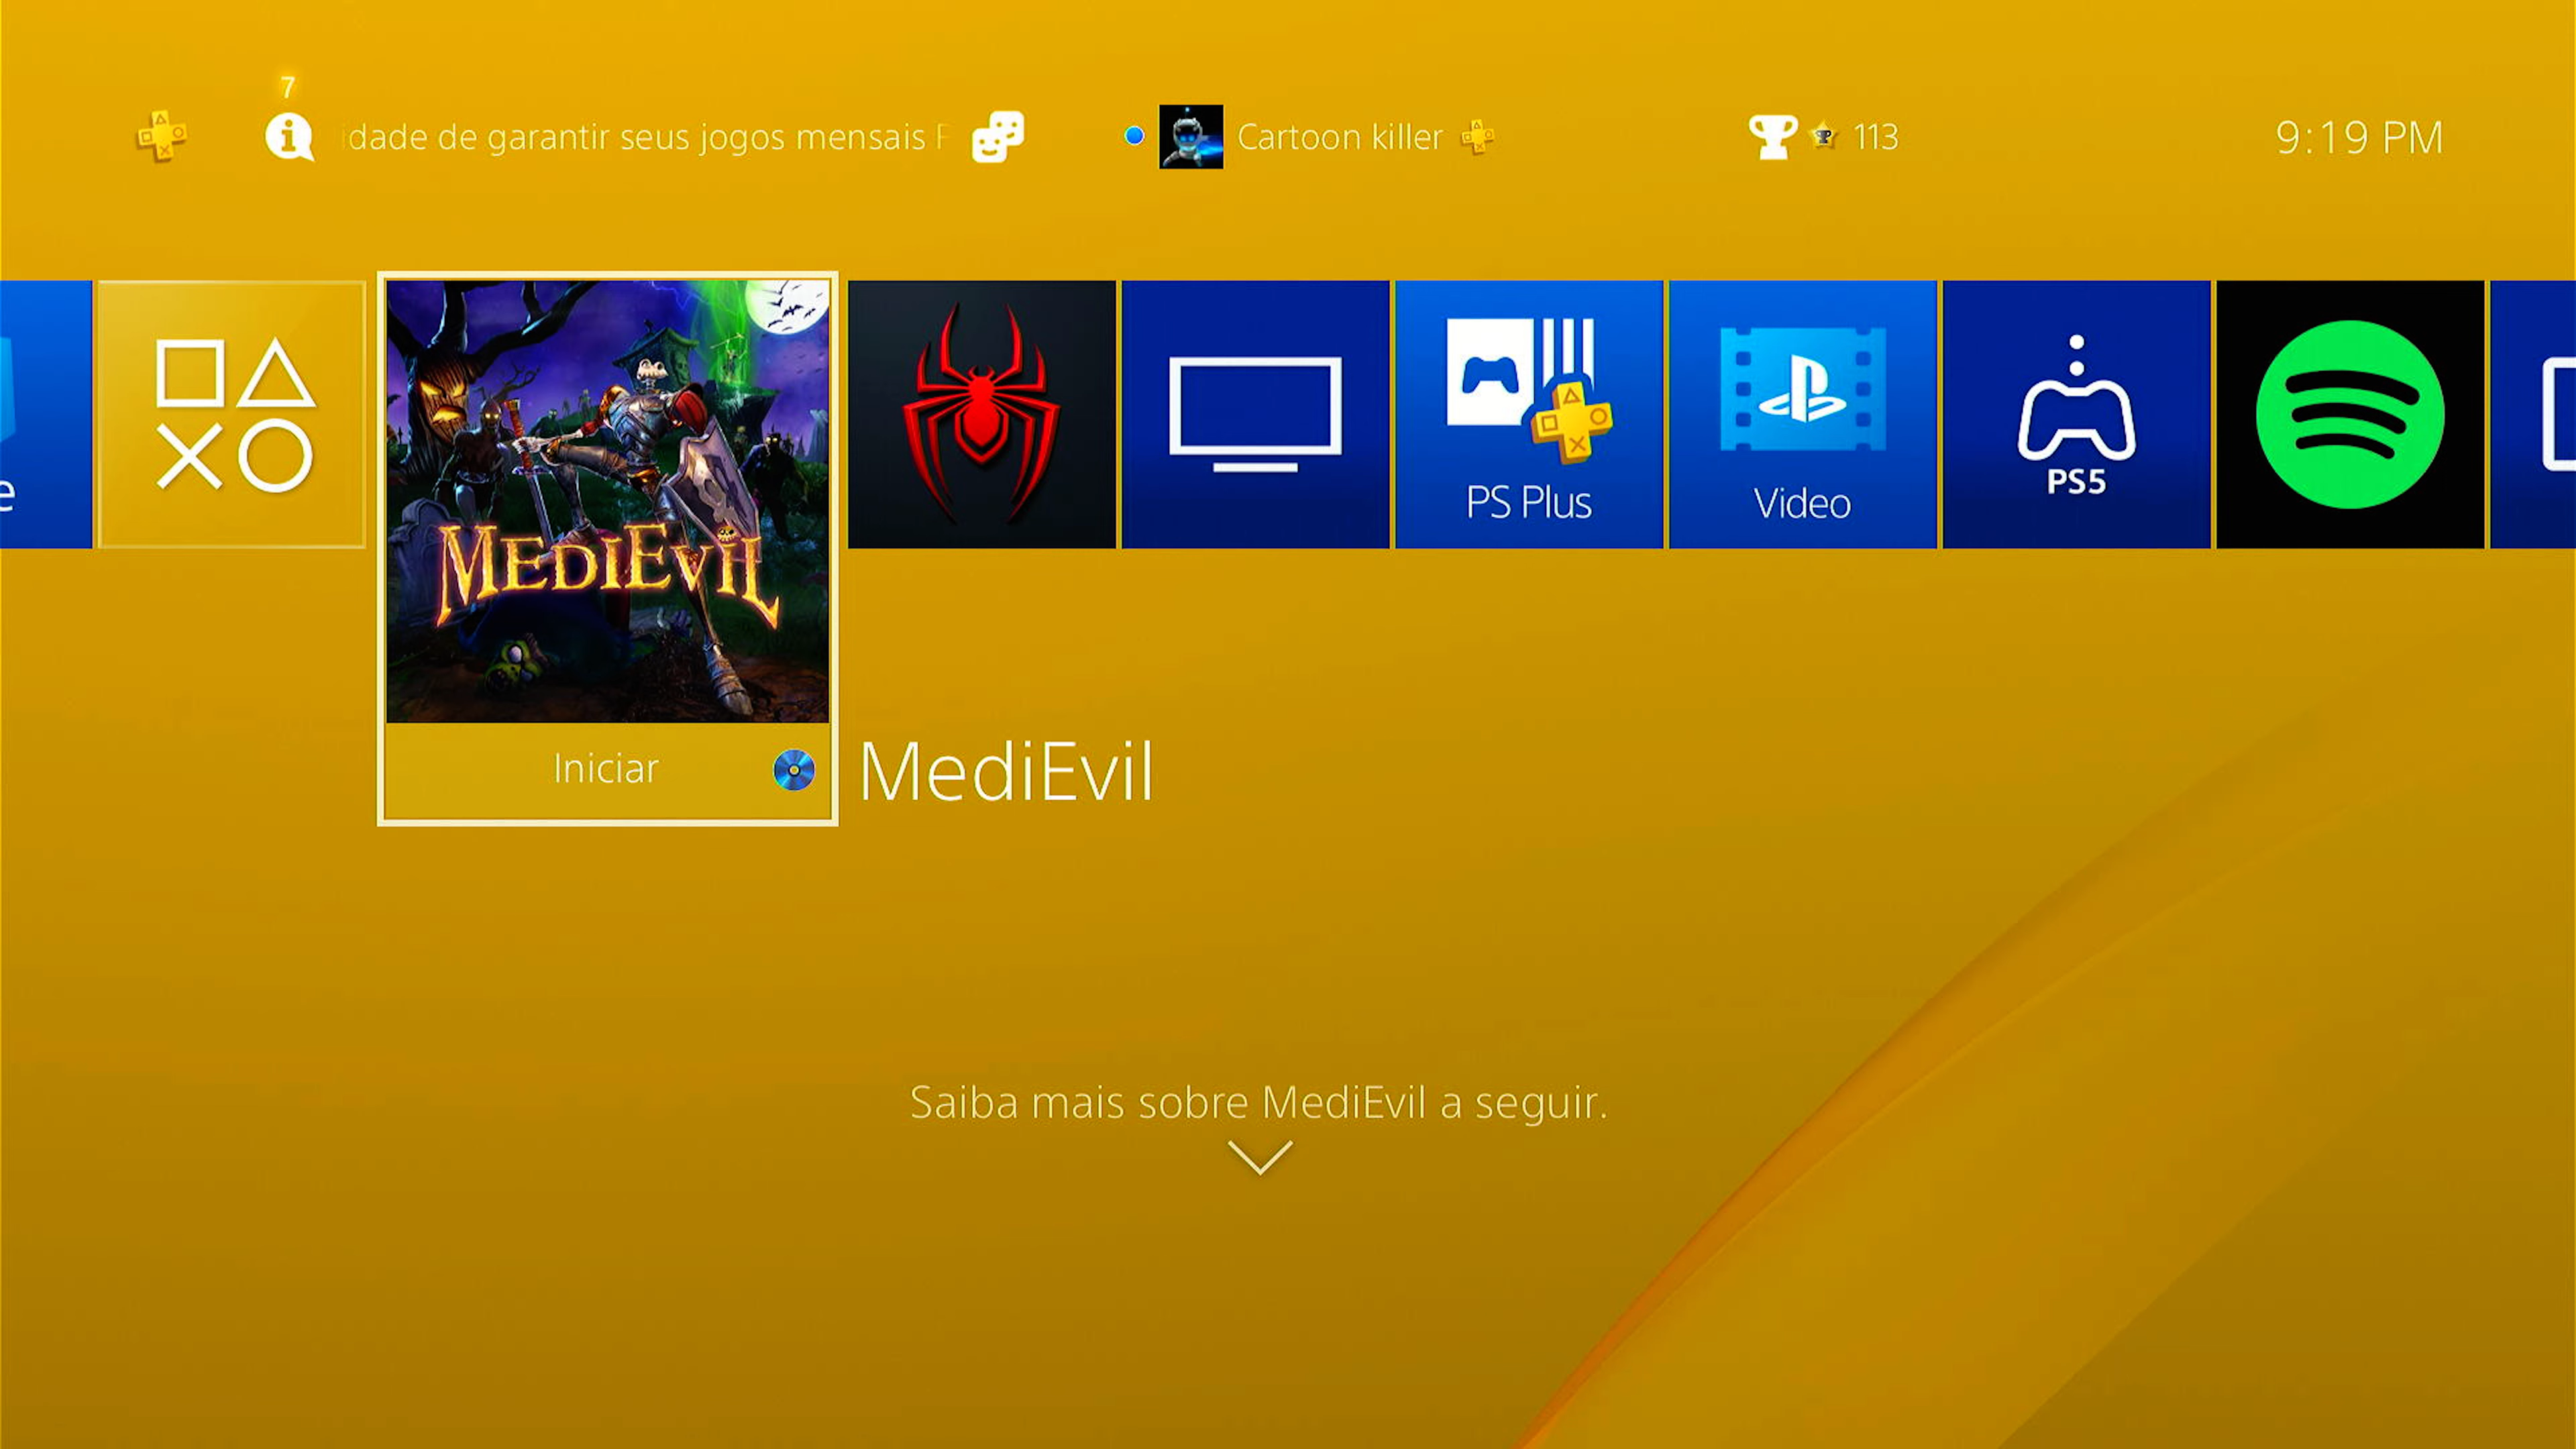 7
idade de garantir seus jogos mensais
Cartoon killer
113
9:19 PM
e
MEDIEVIL
PS Plus
Video
PS5
Iniciar
MediEvil
Saiba mais sobre MediEvil a seguir.